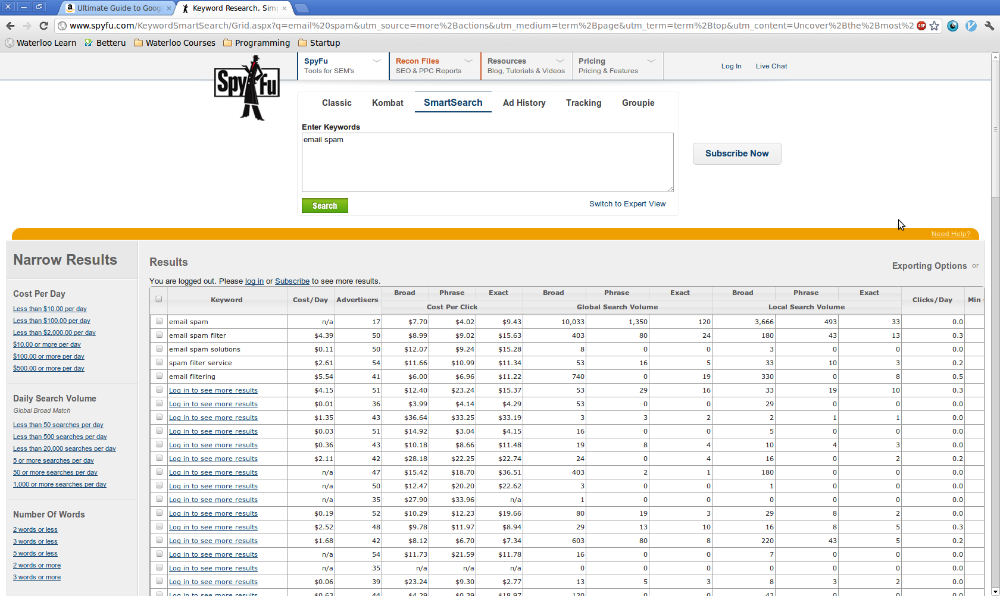 Ultimate Guide to Goog
Keyword Research, Sim
www.spyfu.com/KeywordSmartSearch/Grid.aspx?q=email%20spam&utm_source=more%2Bactions&utm_medium=term%2Bpage&utm_term=term%2Btop&utm_content=Uncover%2Bthe%2Bmost%2
ABP
Waterloo Learn Betteru Waterloo Courses Programming Startup
SpyFu
Tools for SEM's
Recon Files
SEO & PPC Reports
Resources
Blog, Tutorials & Videos
Pricing
Pricing & Features
Log In Live Chat
SpyFu
Classic Kombat SmartSearch Ad History Tracking Groupie
Enter Keywords
email spam
Subscribe Now
Search
Switch to Expert View
Need Help?
Narrow Results
Cost Per Day
Less than $10.00 per day
Less than $100.00 per day
Less than $2,000.00 per day
$10.00 or more per day
$100.00 or more per day
$500.00 or more per day
Daily Search Volume
Global Broad Match
Less than 50 searches per day
Less than 500 searches per day
Less than 20,000 searches per day
5 or more searches per day
50 or more searches per day
1,000 or more searches per day
Number Of Words
2 words or less
3 words or less
5 words or less
2 words or more
3 words or more
Results
Exporting Options or
You are logged out. Please log in or Subscribe to see more results.
Keyword Cost/Day Advertisers Broad Phrase Exact Broad Phrase Exact Broad Phrase Exact Clicks/Day Min
Cost Per Click Global Search Volume Local Search Volume
email spam n/a 17 $7.70 $4.02 $9.43 10,033 1,350 120 3,666 493 33 0.0
email spam filter $4.39 50 $8.99 $9.02 $15.63 403 80 24 180 43 13 0.3
email spam solutions $0.11 50 $12.07 $9.24 $15.28 8 0 0 3 0 0 0.0
spam filter service $2.61 54 $11.66 $10.99 $11.34 53 16 5 33 10 3 0.2
email filtering $5.54 41 $6.00 $6.96 $11.22 740 0 19 330 0 8 0.5
Log in to see more results $4.15 51 $12.40 $23.24 $15.37 53 29 16 33 19 10 0.3
Log in to see more results $0.01 36 $3.99 $4.14 $4.29 53 0 0 29 0 0 0.0
Log in to see more results $1.35 43 $36.64 $33.25 $33.19 3 3 2 2 1 1 0.0
Log in to see more results $0.03 51 $14.92 $3.04 $4.15 16 0 0 5 0 0 0.0
Log in to see more results $0.36 43 $10.18 $8.66 $11.48 19 8 4 10 4 3 0.0
Log in to see more results $2.11 42 $28.18 $22.25 $22.74 24 0 4 16 0 2 0.2
Log in to see more results n/a 47 $15.42 $18.70 $36.51 403 2 1 180 0 0 0.0
Log in to see more results n/a 50 $12.47 $20.20 $22.62 3 0 0 1 0 0 0.0
Log in to see more results n/a 35 $27.90 $33.96 n/a 1 0 0 0 0 0 0.0
Log in to see more results $0.19 52 $10.29 $12.23 $19.66 80 19 3 29 8 2 0.0
Log in to see more results $2.52 48 $9.78 $11.97 $8.94 29 13 10 16 8 5 0.3
Log in to see more results $1.68 42 $8.12 $6.70 $7.34 603 80 8 220 43 5 0.2
Log in to see more results n/a 54 $11.73 $21.59 $11.78 16 0 0 7 0 0 0.0
Log in to see more results n/a 35 n/a n/a n/a 0 0 0 0 0 0 0.0
Log in to see more results $0.06 39 $23.24 $9.30 $2.77 13 5 3 8 3 2 0.0
Log in to see more results $0.63 44 $4.29 $0.39 $18.97 120 0 0 43 0 0 0.0